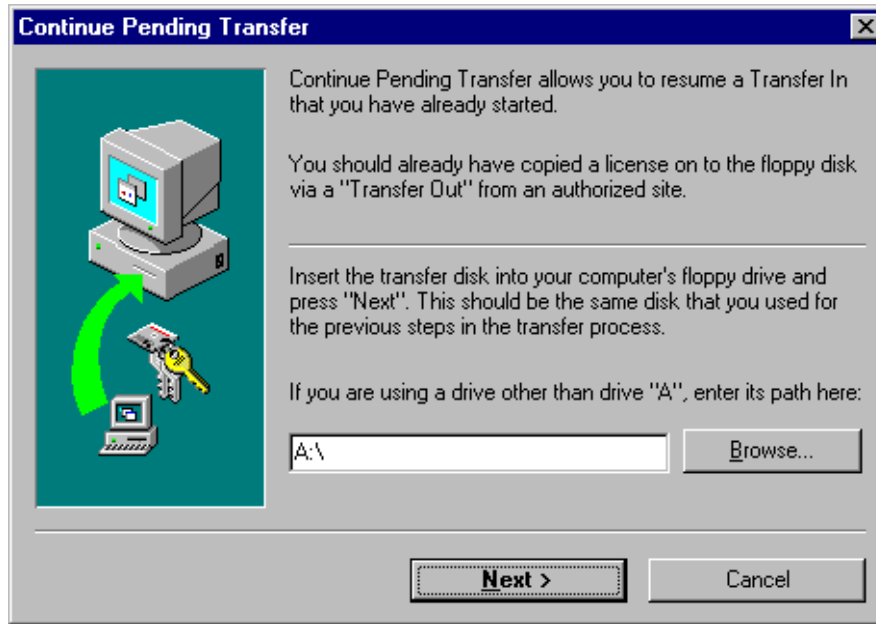 Continue Pending Transfer
Continue Pending Transfer allows you to resume a Transfer In
that you have already started.
You should already have copied a license on to the floppy disk
via a "Transfer Out" from an authorized site.
Insert the transfer disk into your computer's floppy drive and
press "Next". This should be the same disk that you used for
the previous steps in the transfer process.
If you are using a drive other than drive "A", enter its path here:
A:\
Browse...
Next >
Cancel